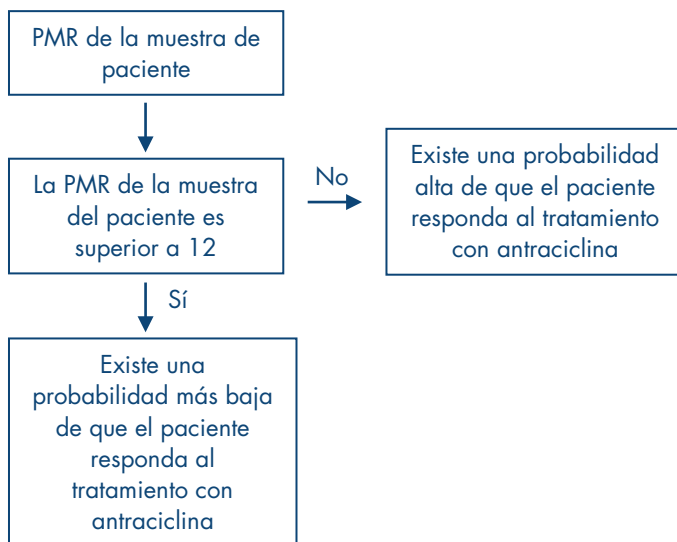 PMR de la muestra de
paciente
La PMR de la muestra
del paciente es
superior a 12
No
Existe una probabilidad
alta de que el paciente
responda al tratamiento
con antraciclina
Sí
Existe una
probabilidad más baja
de que el paciente
responda al
tratamiento con
antraciclina